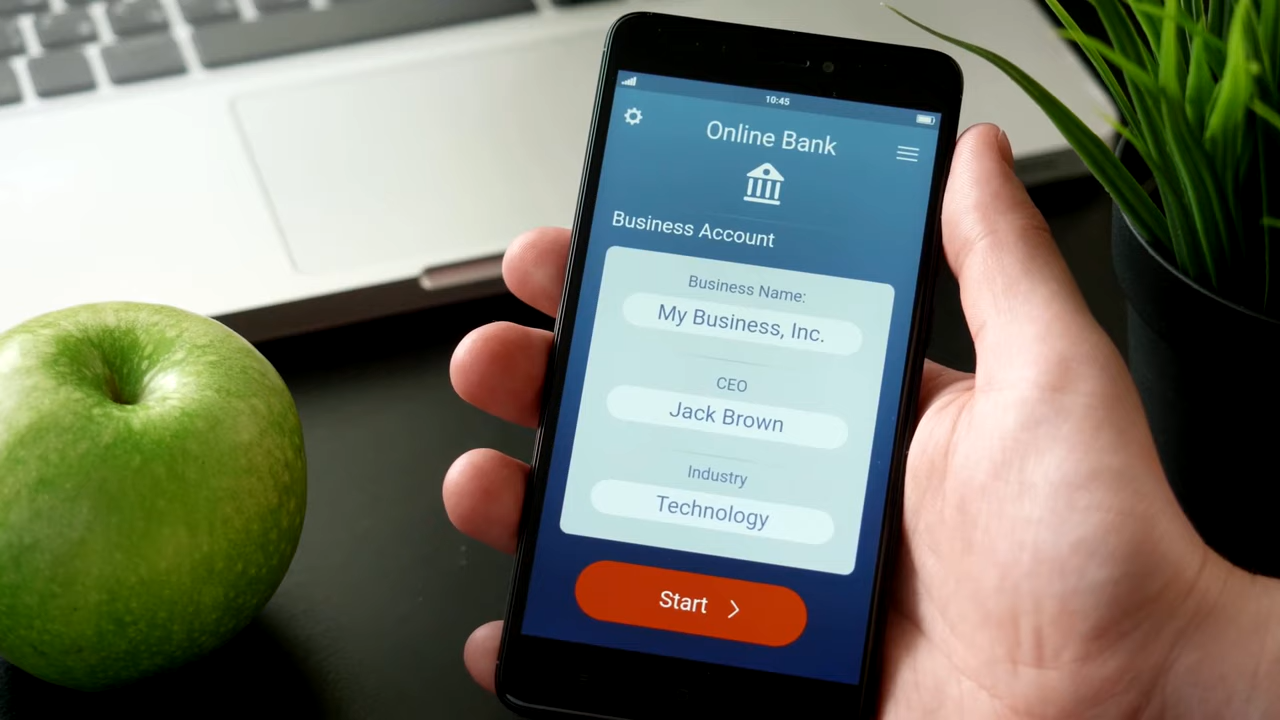 10:45
Online Bank
Business Account
Business Name:
My Business, Inc.
CEO
Jack Brown
Industry
Technology
Start